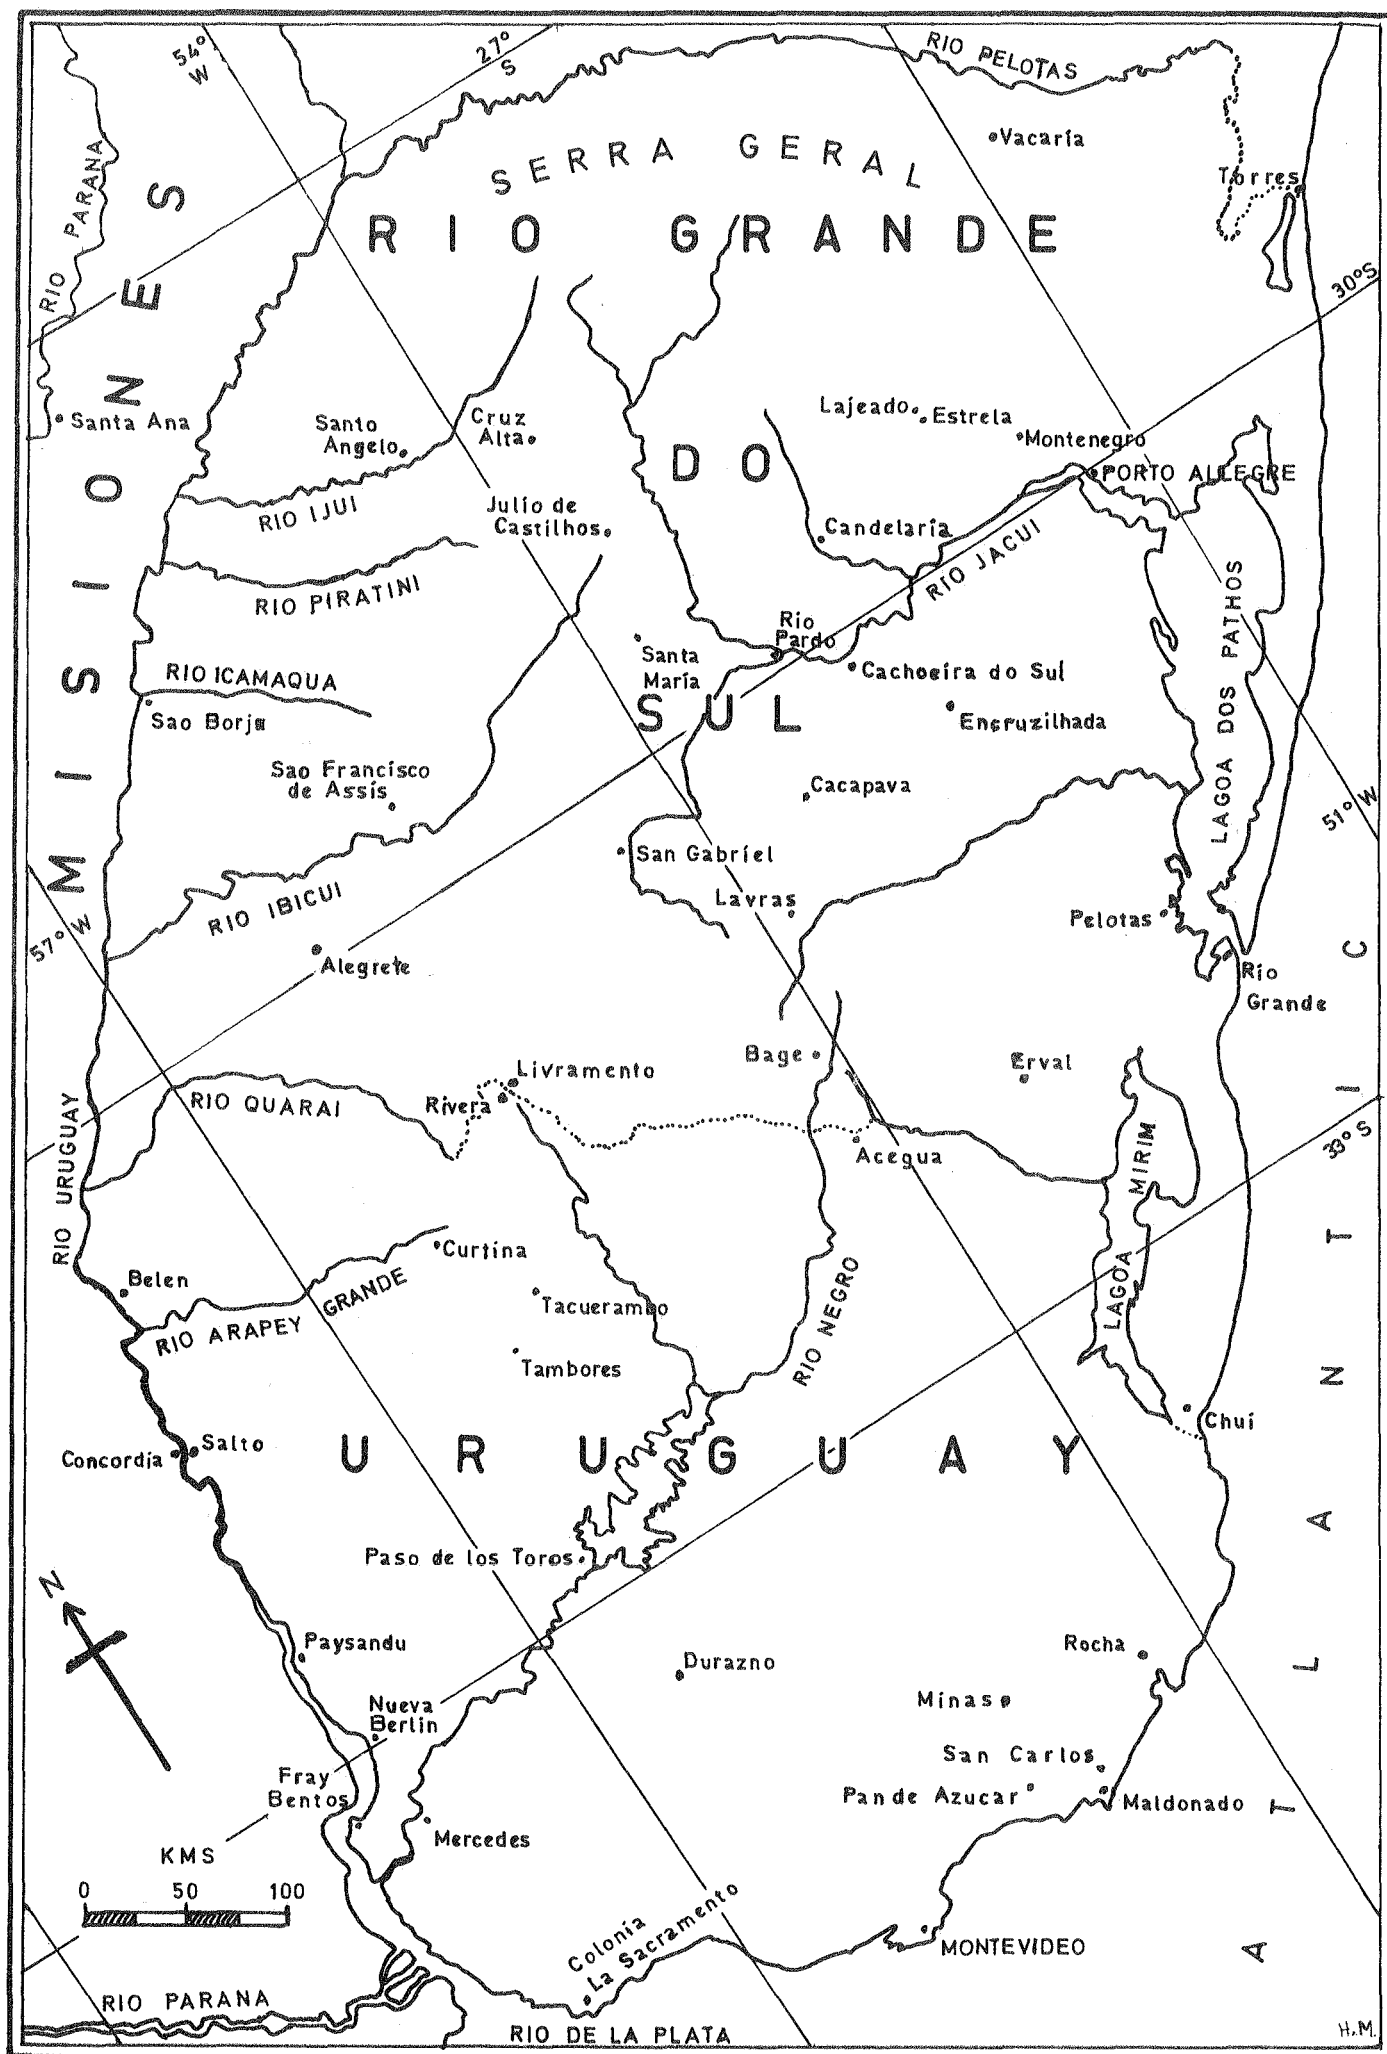 54° W
27° S
RIO PELOTAS
Vacaria
SERRA GERAL
Torres
RIO PARANA
RIO GRANDE
30°S
MISIONES
Santa Ana
Santo
Angelo
Cruz
Alta
Lajeado
Estrela
Montenegro
PORTO ALLEGRE
DO
RIO IJUI
Julio de
Castilhos
Candelaria
RIO JACUI
RIO PIRATINI
LAGOA DOS PATHOS
Rio
Pardo
Santa
Maria
Cachoeira do Sul
RIO ICAMAQUA
Sao Borja
SUL
Encruzilhada
Sao Francisco
de Assis
Cacapava
51° W
San Gabriel
RIO IBICUI
Lavras
Pelotas
57° W
Alegrete
Rio
Grande
Bage
Erval
Livramento
Rivera
RIO QUARAI
RIO URUGUAY
Acegua
LAGOA MIRIM
33° S
Curtina
Belen
RIO ARAPEY GRANDE
Tacuerambo
RIO NEGRO
Tambores
Chui
Concordia
Salto
URUGUAY
Paso de los Toros
N
Paysandu
Durazno
Rocha
Nueva
Berlin
Minas
San Carlos
Fray
Bentos
Pan de Azucar
Maldonado
Mercedes
KMS
0 50 100
Colonia
La Sacramento
MONTEVIDEO
ATLANTIC
RIO PARANA
RIO DE LA PLATA
H.M.